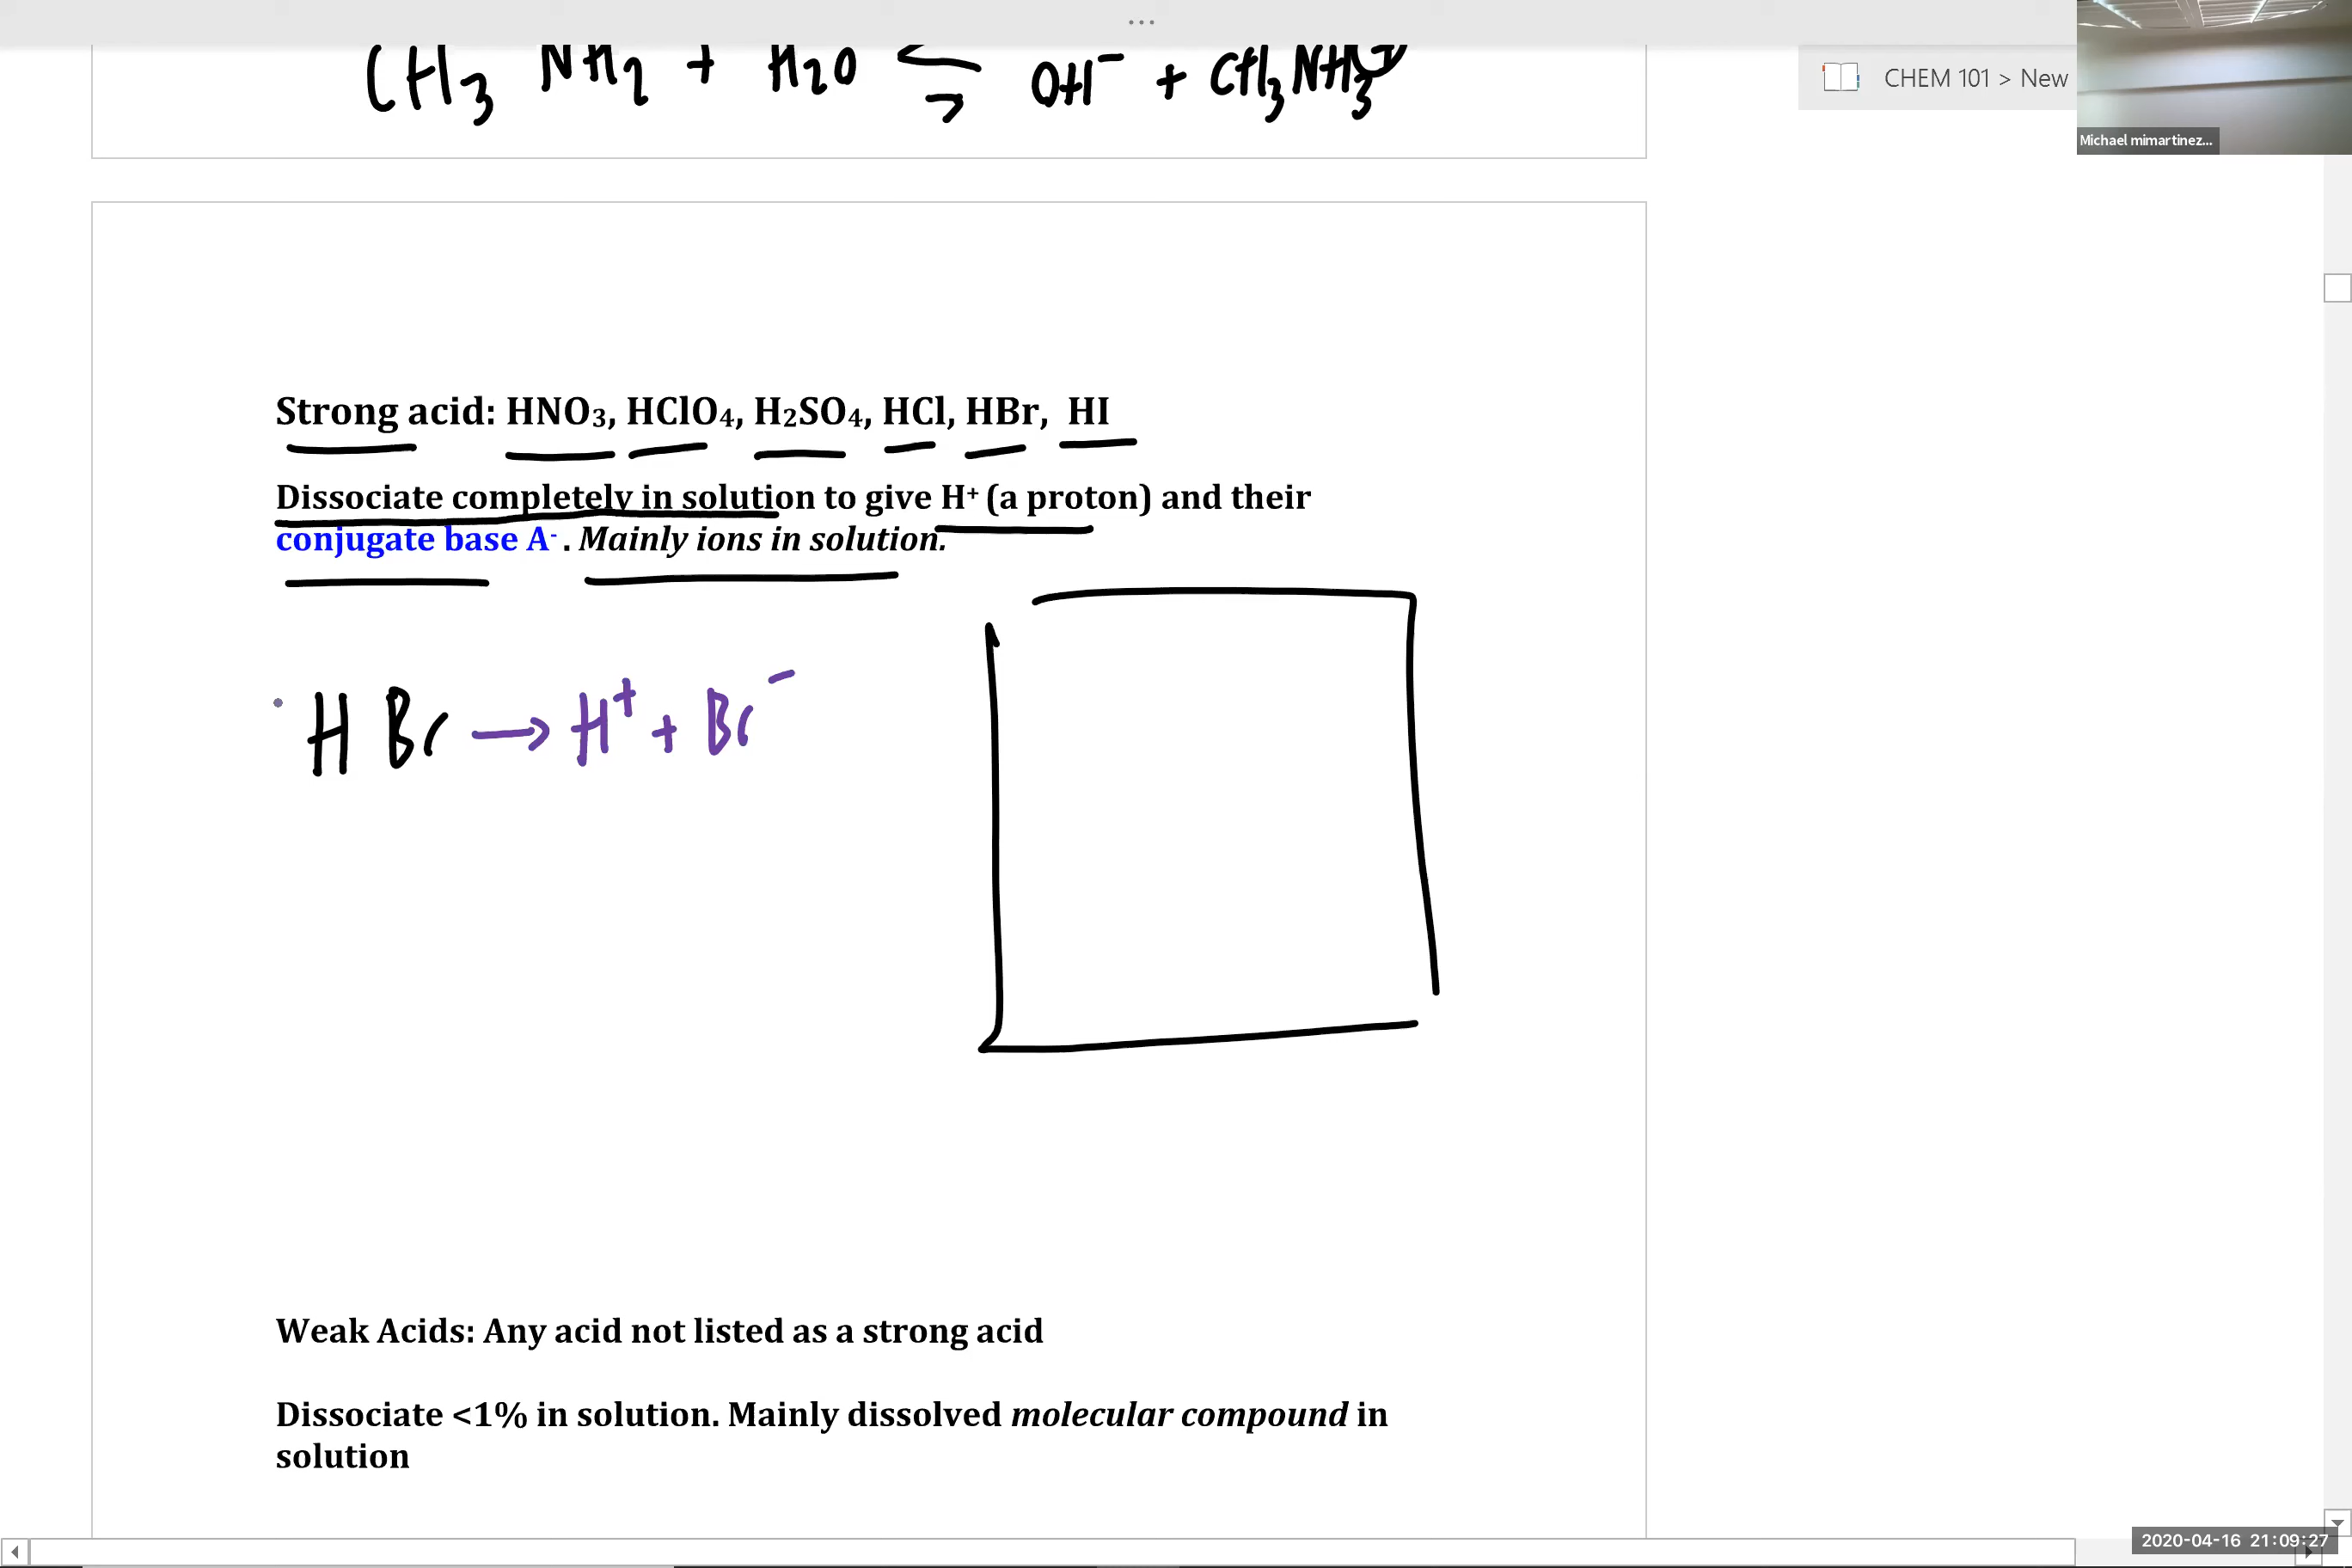 ...
CH3 NH2 + H2O ⇌ OH⁻ + CH3NH3⁺
CHEM 101 > New
Michael mimartinez...
Strong acid: HNO₃, HClO₄, H₂SO₄, HCl, HBr, HI
Dissociate completely in solution to give H⁺ (a proton) and their
conjugate base A⁻ . Mainly ions in solution.
H Br → H⁺ + Br⁻
Weak Acids: Any acid not listed as a strong acid
Dissociate <1% in solution. Mainly dissolved molecular compound in
solution
2020-04-16 21:09:27